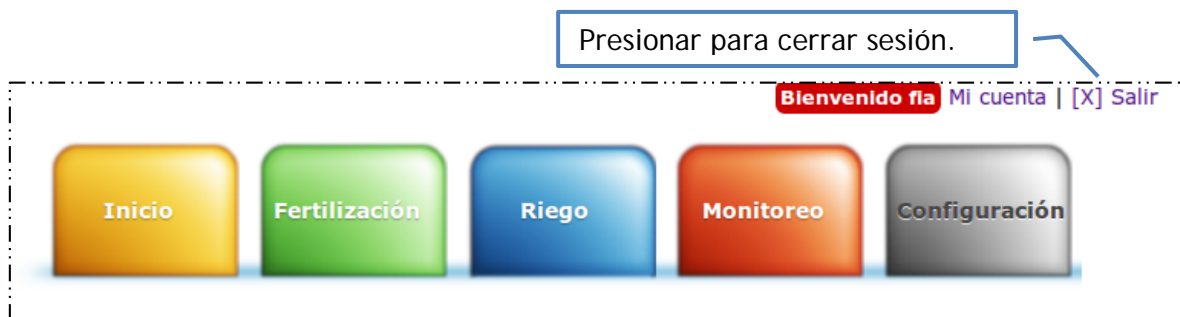 Presionar para cerrar sesión.
Bienvenido fia Mi cuenta | [X] Salir
Inicio Fertilización Riego Monitoreo Configuración